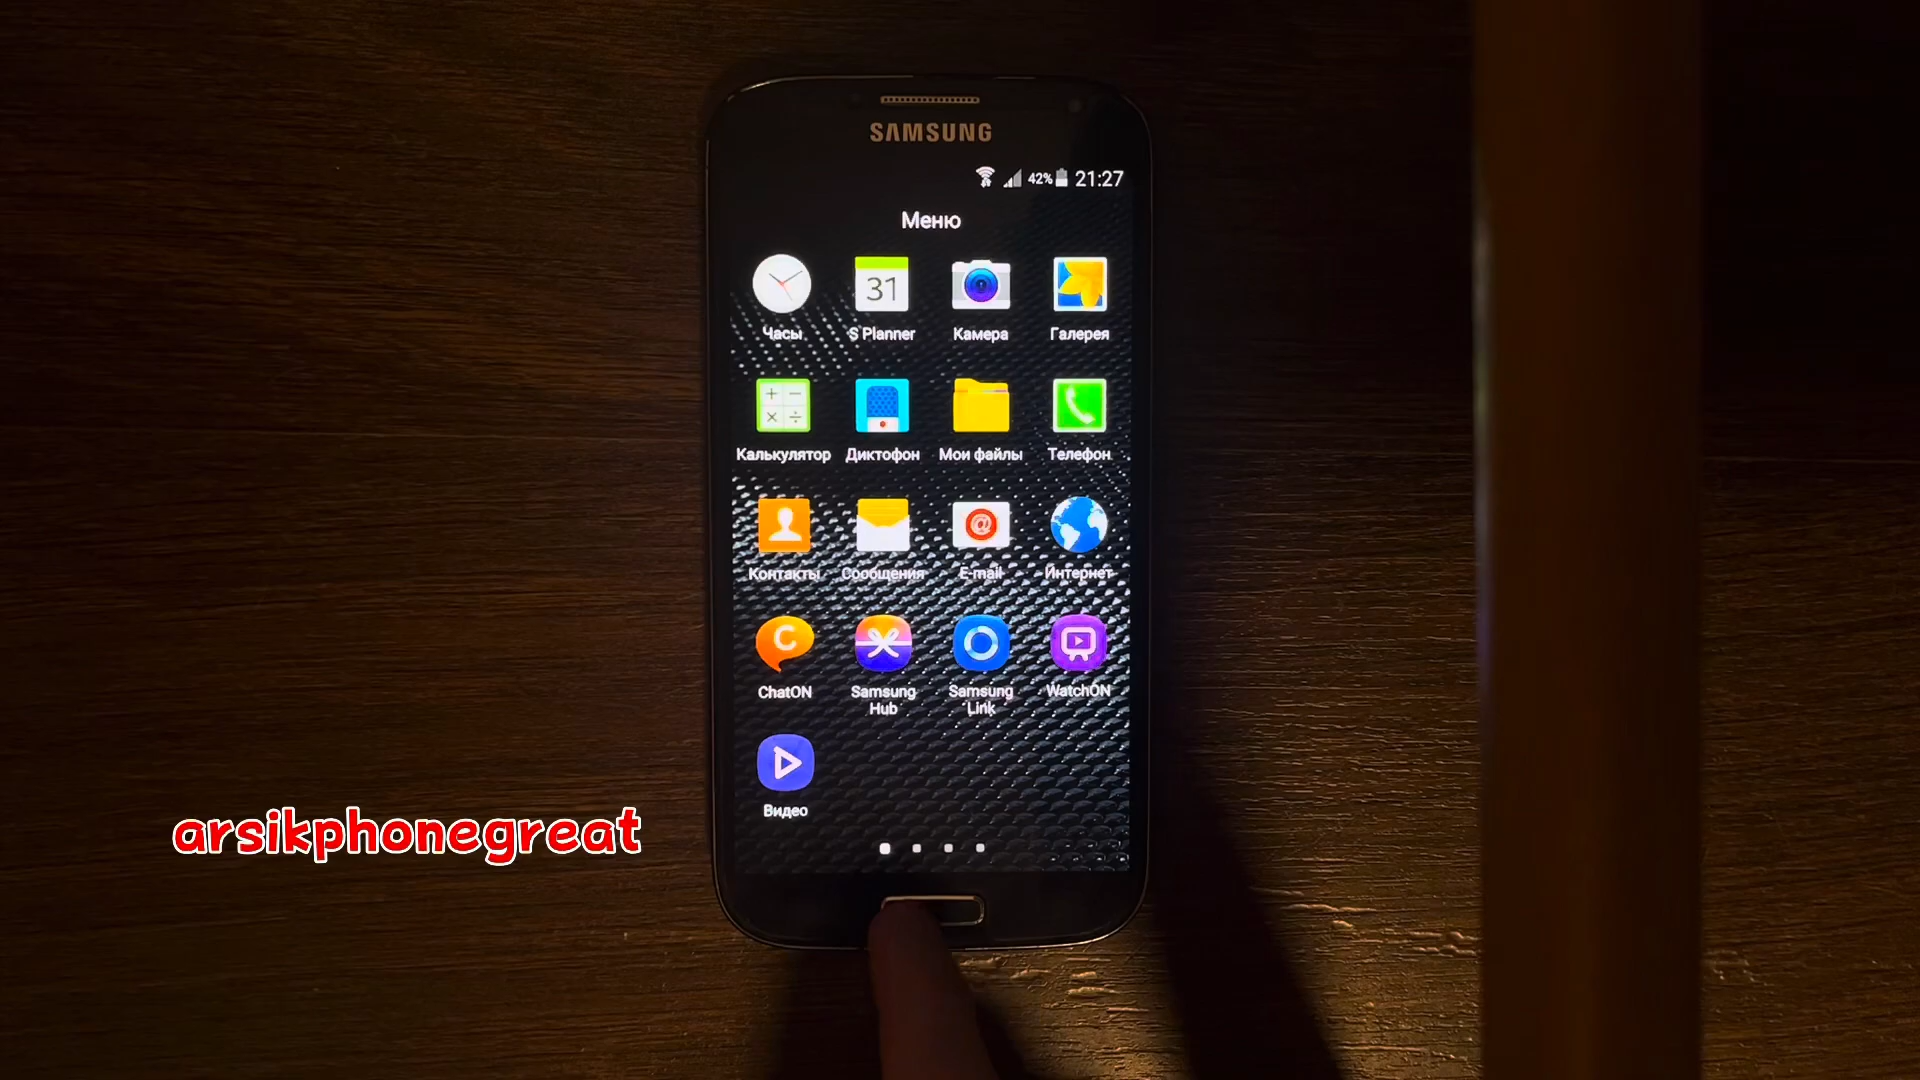 SAMSUNG
42% 21:27
Меню
31
Часы S Planner Камера Галерея
Калькулятор Диктофон Мои файлы Телефон
@
Контакты Сообщения E-mail Интернет
C
ChatON Samsung Hub Samsung Link WatchON
Видео
arsikphonegreat